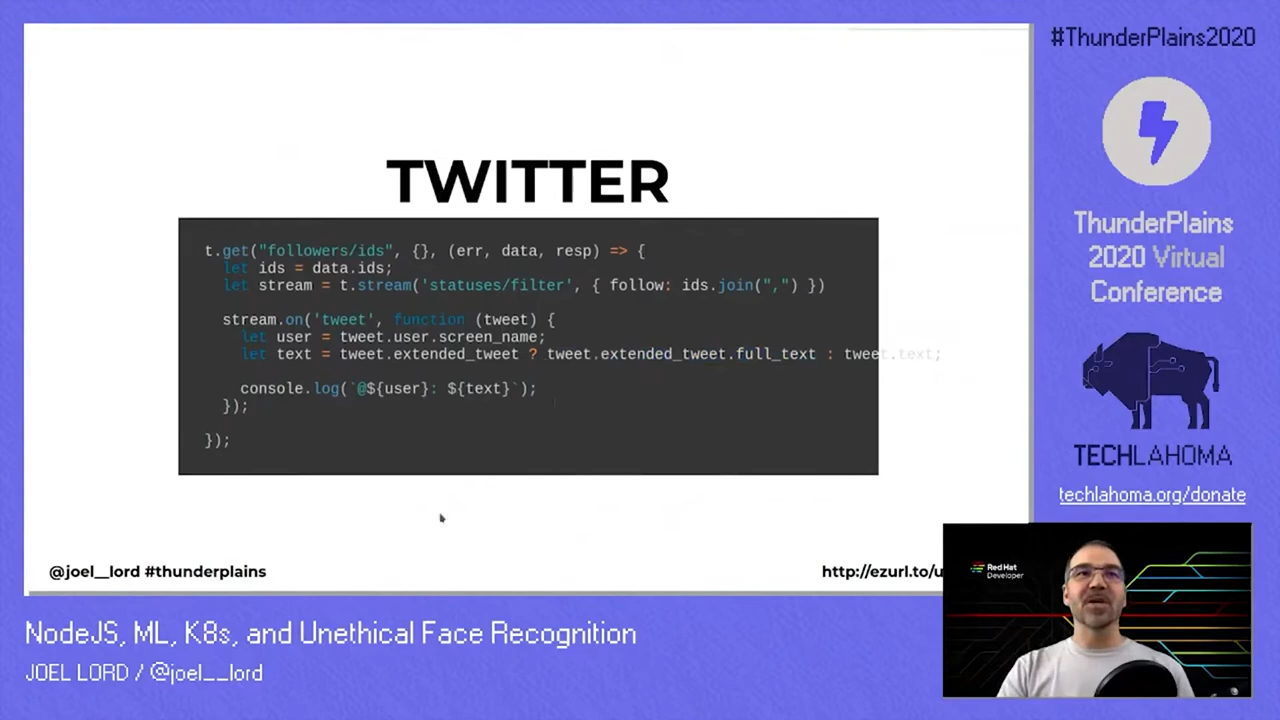 TWITTER
t.get("followers/ids", {}, (err, data, resp) => {
let ids = data.ids;
let stream = t.stream('statuses/filter', { follow: ids.join(",") })
stream.on('tweet', function (tweet) {
let user = tweet.user.screen_name;
let text = tweet.extended_tweet ? tweet.extended_tweet.full_text : tweet.text;
console.log(`@${user}: ${text}`);
});
});
@joel__lord #thunderplains
http://ezurl.to/u
#ThunderPlains2020
ThunderPlains
2020 Virtual
Conference
TECHLAHOMA
techlahoma.org/donate
Red Hat
Developer
NodeJS, ML, K8s, and Unethical Face Recognition
JOEL LORD / @joel__lord